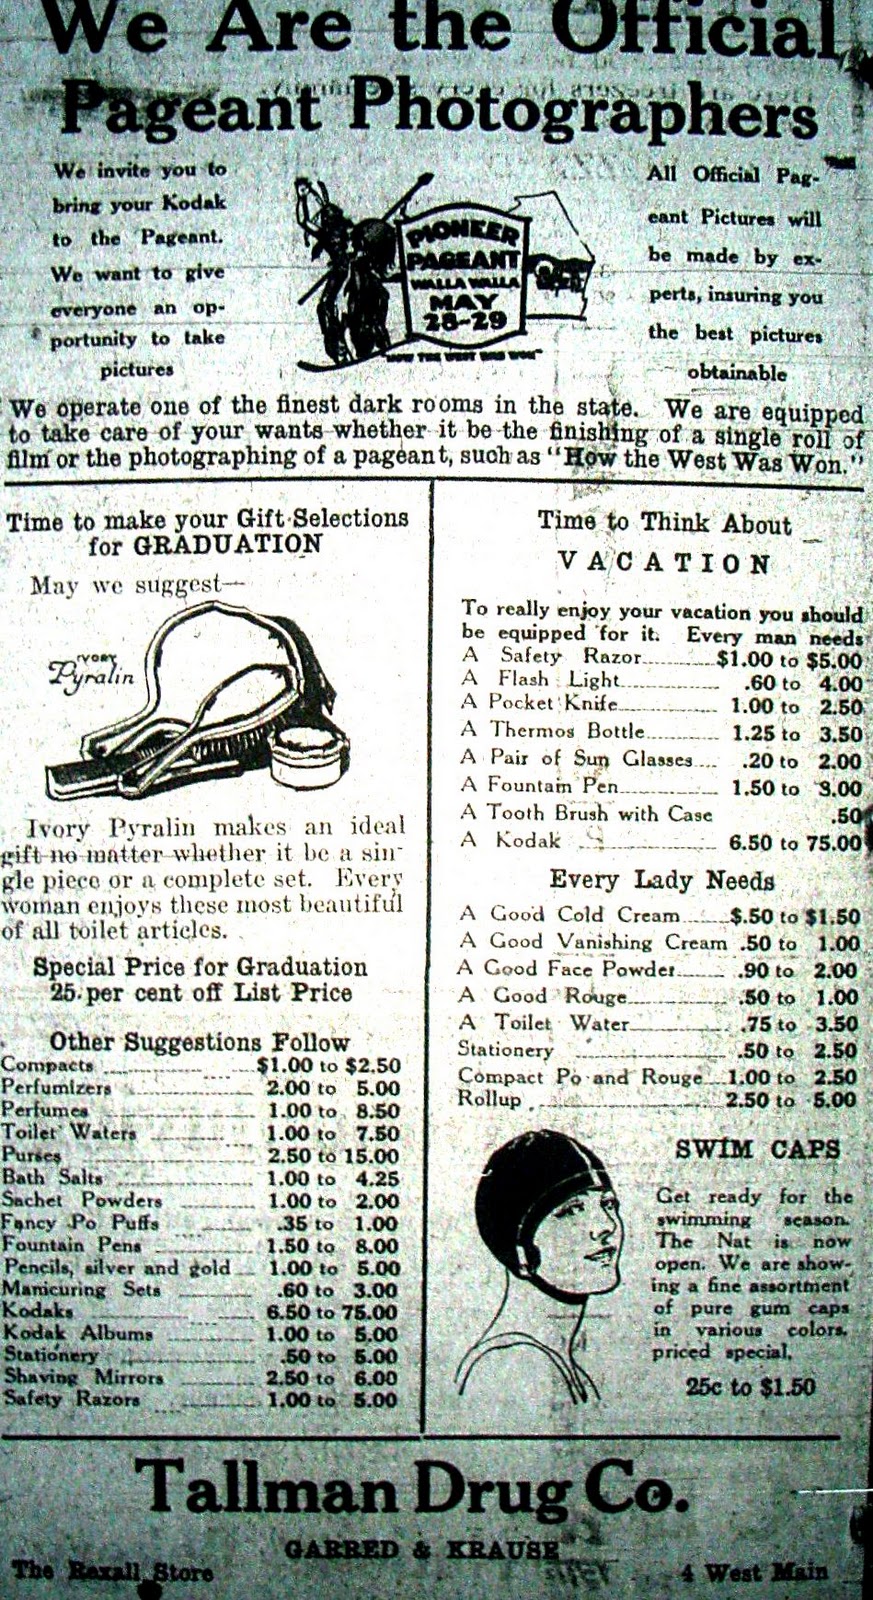 We Are the Official
Pageant Photographers
We invite you to
bring your Kodak
to the Pageant.
We want to give
everyone an op-
portunity to take
pictures
PIONEER
PAGEANT
WALLA WALLA
MAY
28-29
"HOW THE WEST WAS WON"
All Official Pag-
eant Pictures will
be made by ex-
perts, insuring you
the best pictures
obtainable
We operate one of the finest dark rooms in the state. We are equipped
to take care of your wants whether it be the finishing of a single roll of
film or the photographing of a pageant, such as "How the West Was Won."
Time to make your Gift Selections
for GRADUATION
May we suggest—
IVORY
Pyralin
Ivory Pyralin makes an ideal
gift no matter whether it be a sin-
gle piece or a complete set. Every
woman enjoys these most beautiful
of all toilet articles.
Special Price for Graduation
25 per cent off List Price
Other Suggestions Follow
Compacts $1.00 to $2.50
Perfumizers 2.00 to 5.00
Perfumes 1.00 to 8.50
Toilet Waters 1.00 to 7.50
Purses 2.50 to 15.00
Bath Salts 1.00 to 4.25
Sachet Powders 1.00 to 2.00
Fancy Po Puffs .35 to 1.00
Fountain Pens 1.50 to 8.00
Pencils, silver and gold 1.00 to 5.00
Manicuring Sets .60 to 3.00
Kodaks 6.50 to 75.00
Kodak Albums 1.00 to 5.00
Stationery .50 to 5.00
Shaving Mirrors 2.50 to 6.00
Safety Razors 1.00 to 5.00
Time to Think About
VACATION
To really enjoy your vacation you should
be equipped for it. Every man needs
A Safety Razor $1.00 to $5.00
A Flash Light .60 to 4.00
A Pocket Knife 1.00 to 2.50
A Thermos Bottle 1.25 to 3.50
A Pair of Sun Glasses .20 to 2.00
A Fountain Pen 1.50 to 3.00
A Tooth Brush with Case .50
A Kodak 6.50 to 75.00
Every Lady Needs
A Good Cold Cream $.50 to $1.50
A Good Vanishing Cream .50 to 1.00
A Good Face Powder .90 to 2.00
A Good Rouge .50 to 1.00
A Toilet Water .75 to 3.50
Stationery .50 to 2.50
Compact Po and Rouge 1.00 to 2.50
Rollup 2.50 to 5.00
SWIM CAPS
Get ready for the
swimming season.
The Nat is now
open. We are show-
ing a fine assortment
of pure gum caps
in various colors,
priced special,
25c to $1.50
Tallman Drug Co.
GARRED & KRAUSE
The Rexall Store
4 West Main